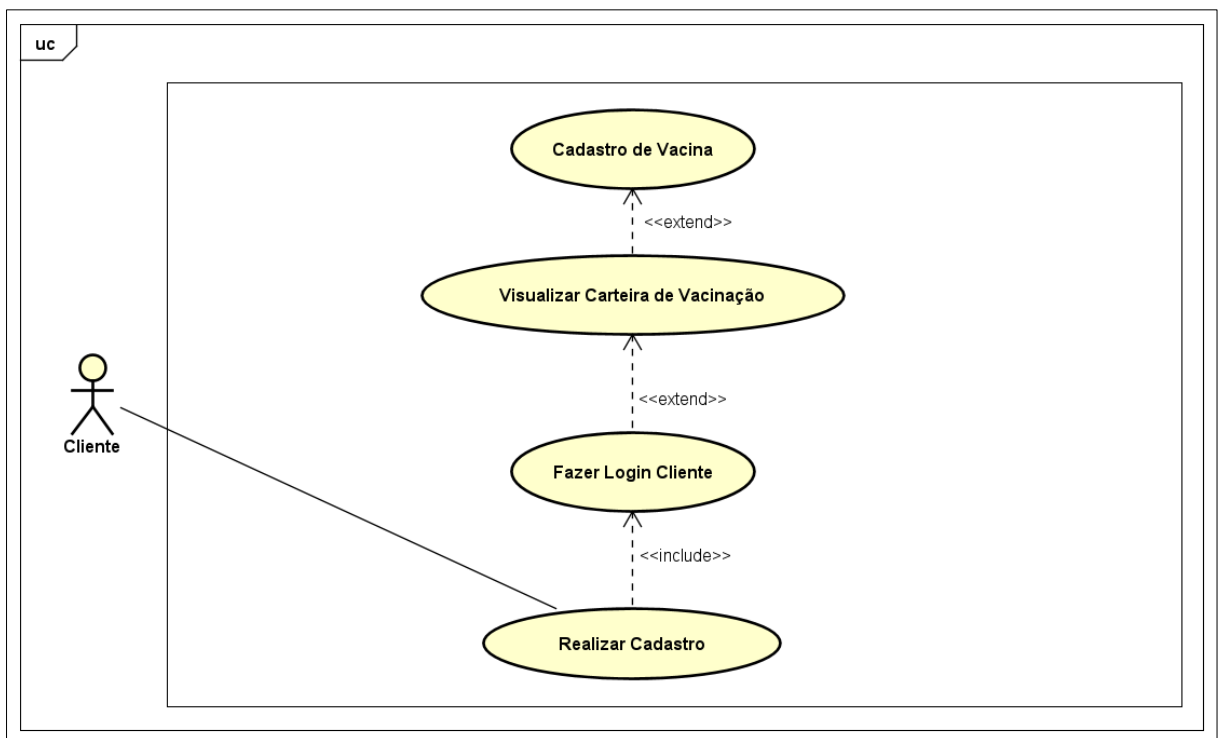 uc
Cadastro de Vacina
<<extend>>
Visualizar Carteira de Vacinação
<<extend>>
Cliente
Fazer Login Cliente
<<include>>
Realizar Cadastro